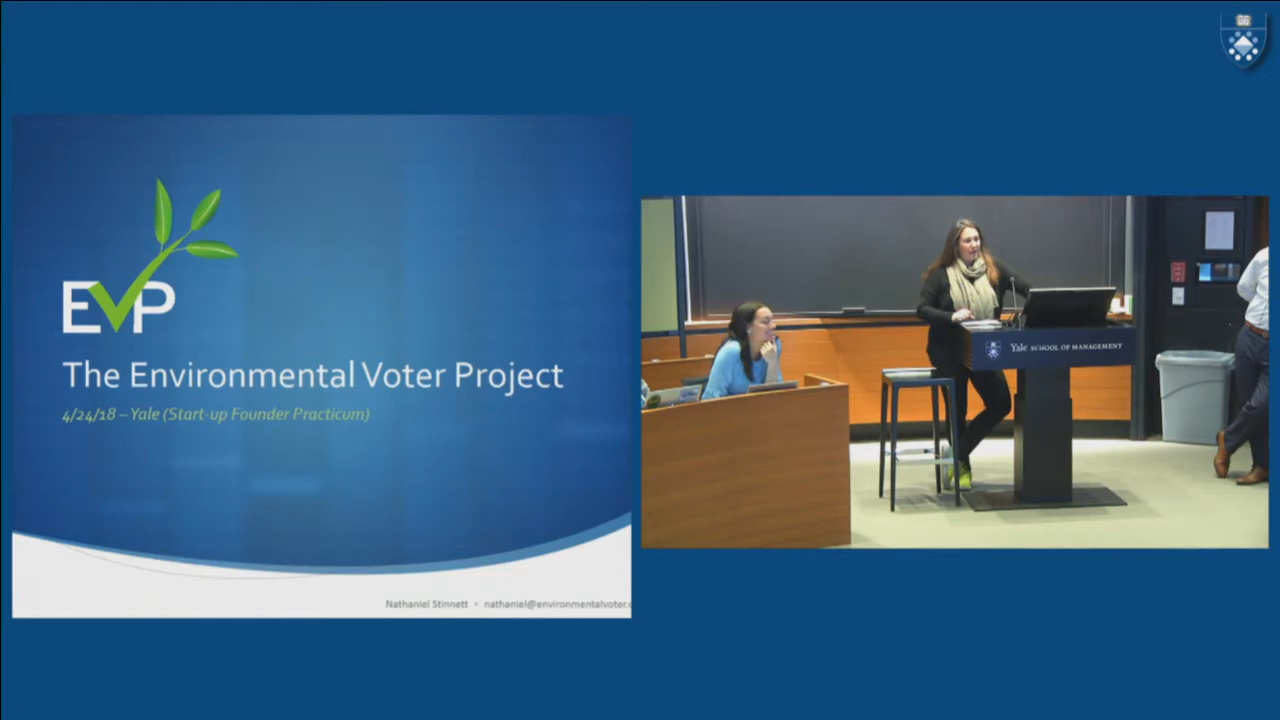 EVP
The Environmental Voter Project
4/24/18 – Yale (Start-up Founder Practicum)
Nathaniel Stinnett • nathaniel@environmentalvoter.
Yale SCHOOL OF MANAGEMENT